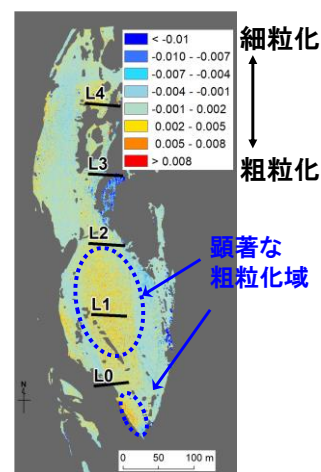 < -0.01
-0.010 - -0.007
-0.007 - -0.004
-0.004 - -0.001
-0.001 - 0.002
0.002 - 0.005
0.005 - 0.008
> 0.008
細粒化
粗粒化
L4
L3
L2
顕著な
粗粒化域
L1
L0
N
0 50 100 m